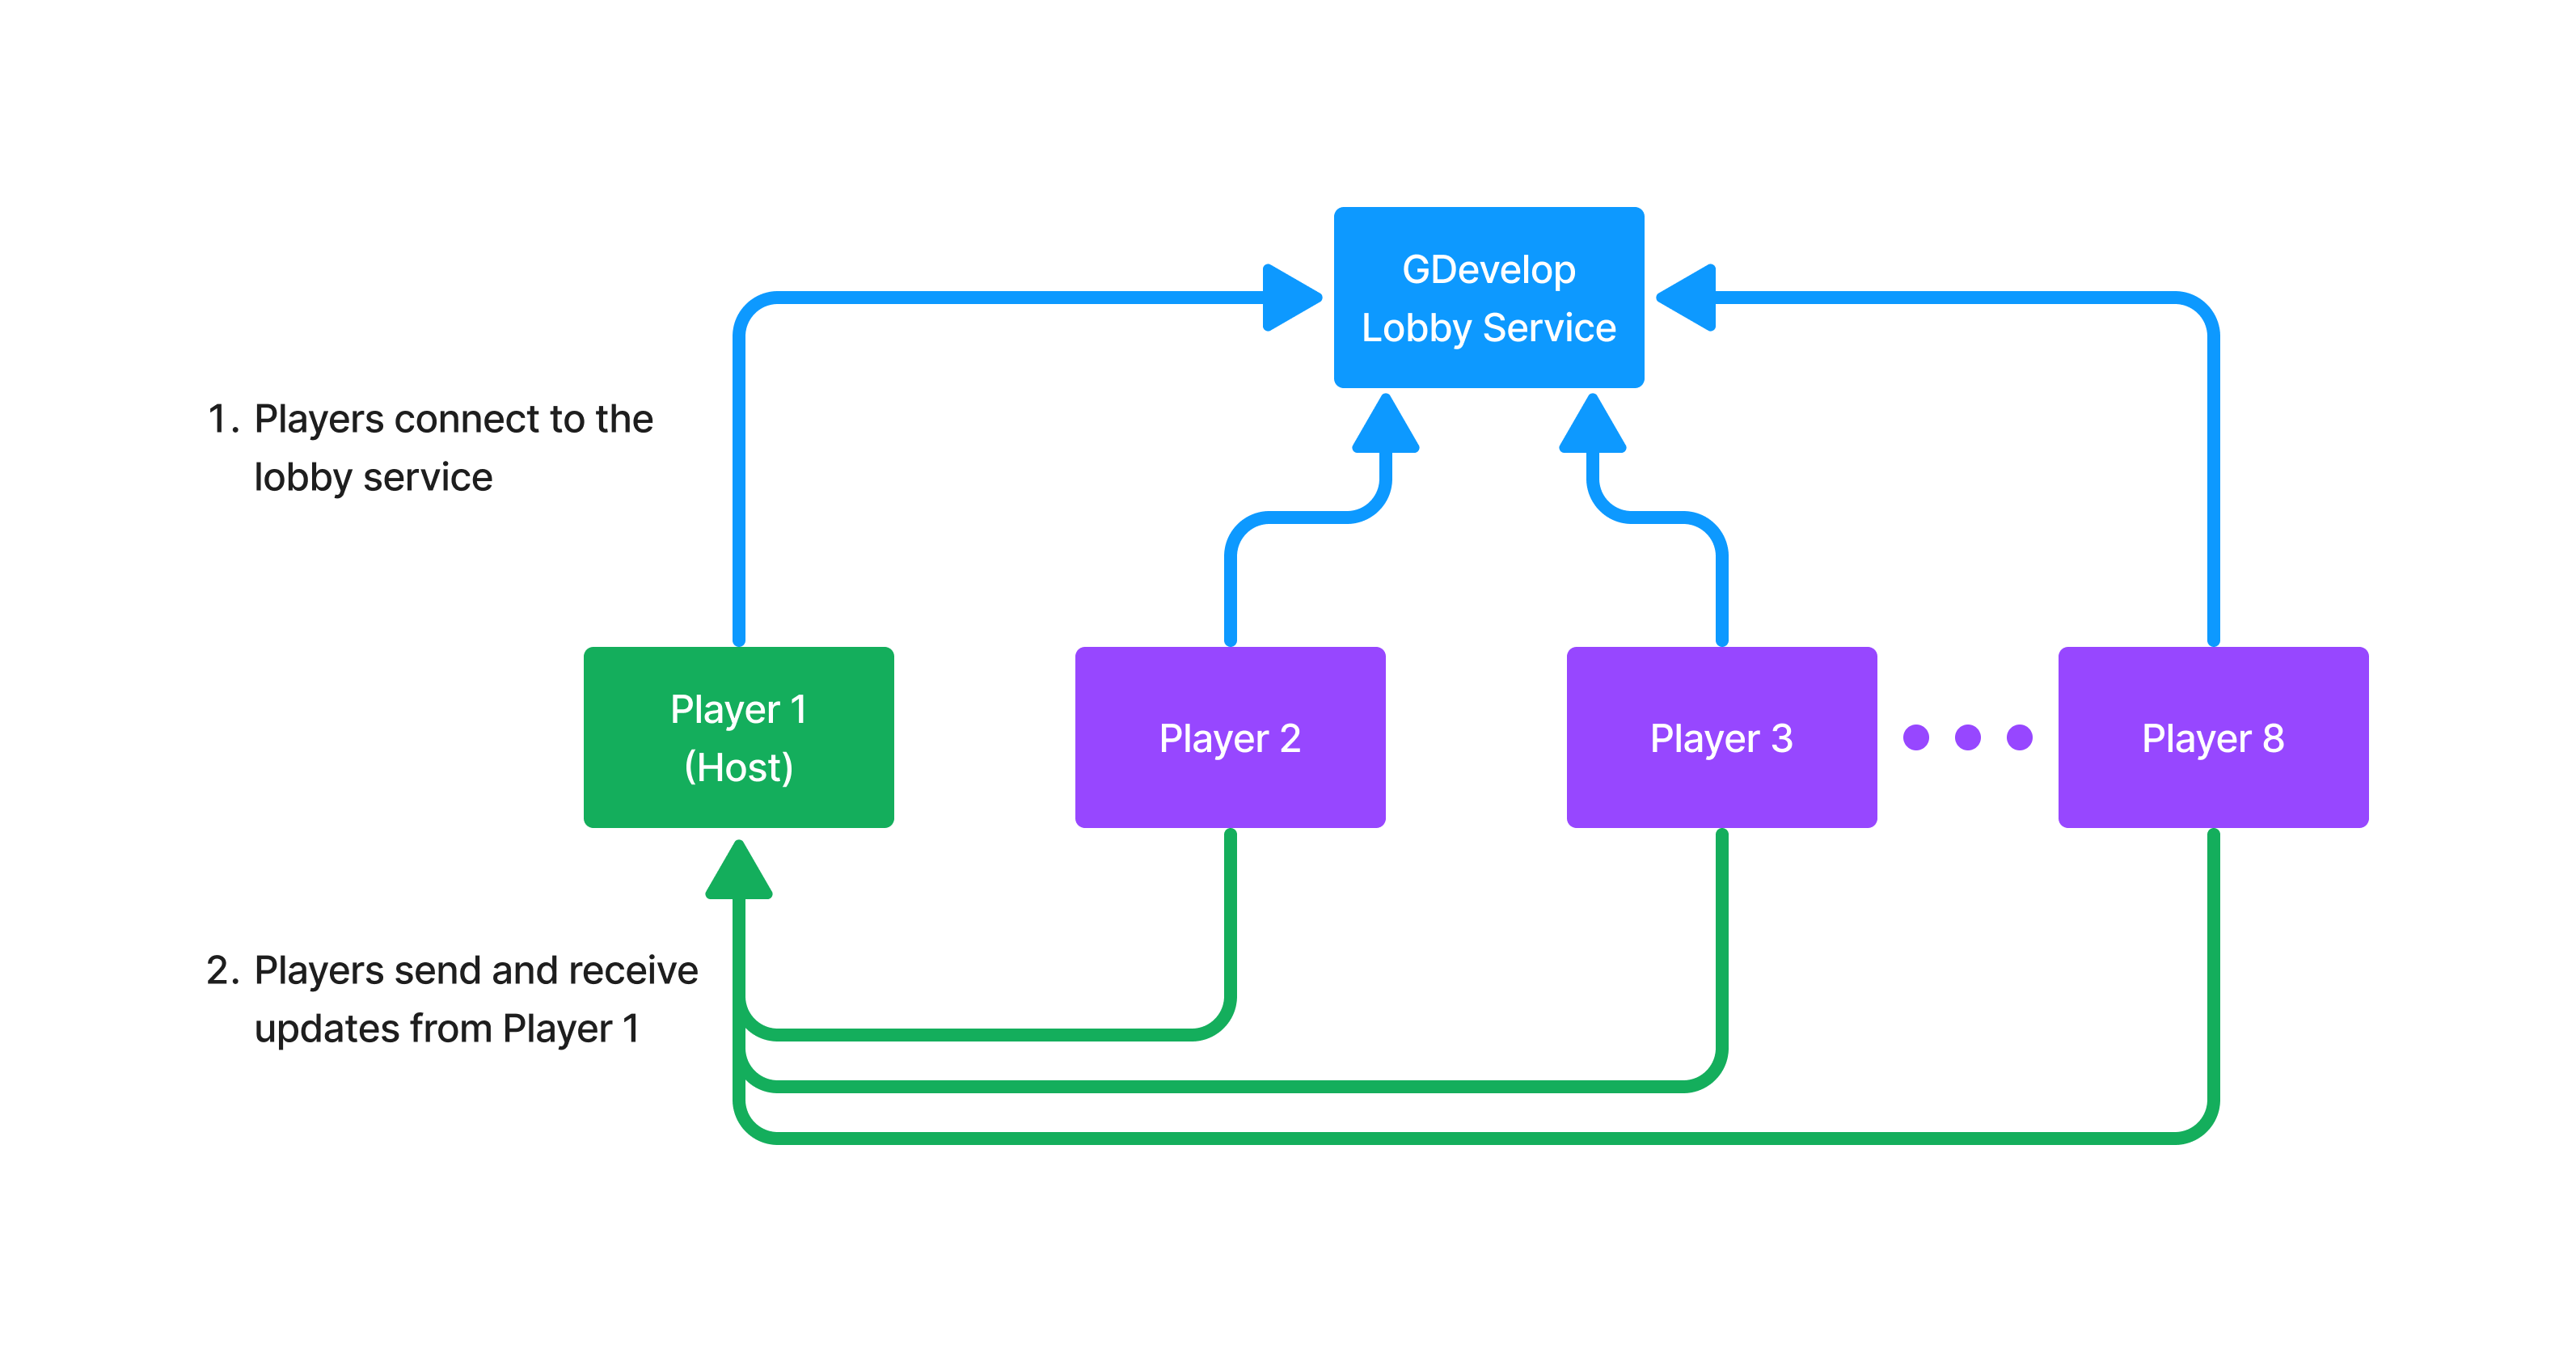 GDevelop
Lobby Service
1. Players connect to the
lobby service
Player 1
(Host)
Player 2
Player 3
Player 8
2. Players send and receive
updates from Player 1